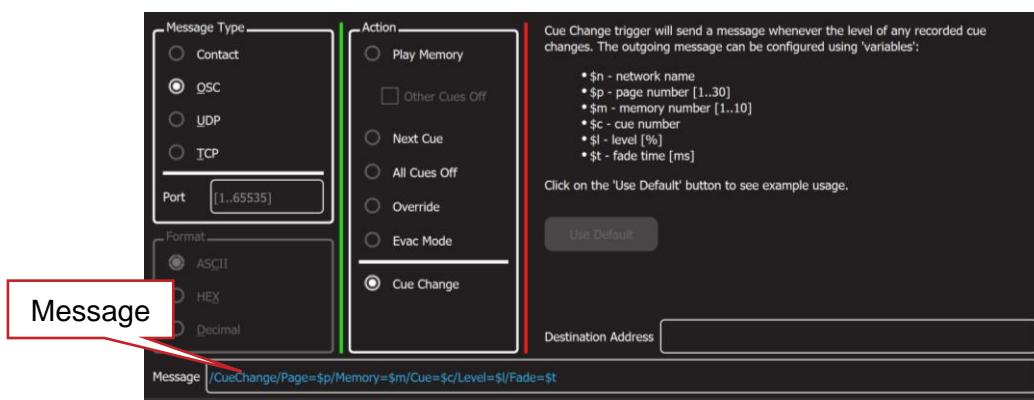 Message Type
Contact
OSC
UDP
TCP
Port [1..65535]
Format
ASCII
HEX
Decimal
Action
Play Memory
Other Cues Off
Next Cue
All Cues Off
Override
Evac Mode
Cue Change
Cue Change trigger will send a message whenever the level of any recorded cue
changes. The outgoing message can be configured using 'variables':
• $n - network name
• $p - page number [1..30]
• $m - memory number [1..10]
• $c - cue number
• $l - level [%]
• $t - fade time [ms]
Click on the 'Use Default' button to see example usage.
Use Default
Destination Address
Message
Message /CueChange/Page=$p/Memory=$m/Cue=$c/Level=$l/Fade=$t